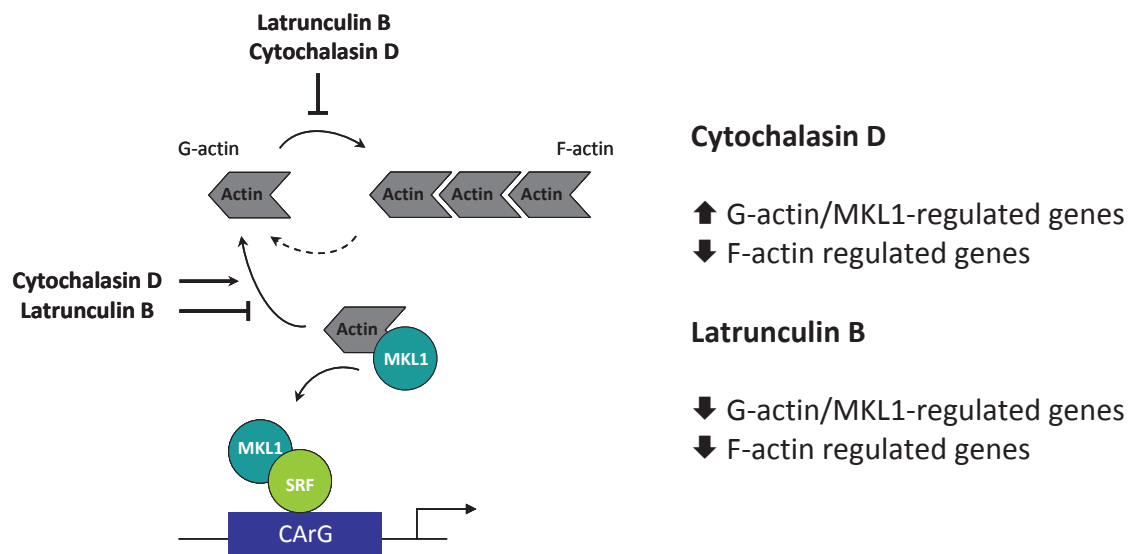 Latrunculin B
Cytochalasin D
G-actin
F-actin
Actin
Actin
Actin
Actin
Cytochalasin D
Latrunculin B
Actin
MKL1
MKL1
SRF
CArG
Cytochalasin D
G-actin/MKL1-regulated genes
F-actin regulated genes
Latrunculin B
G-actin/MKL1-regulated genes
F-actin regulated genes